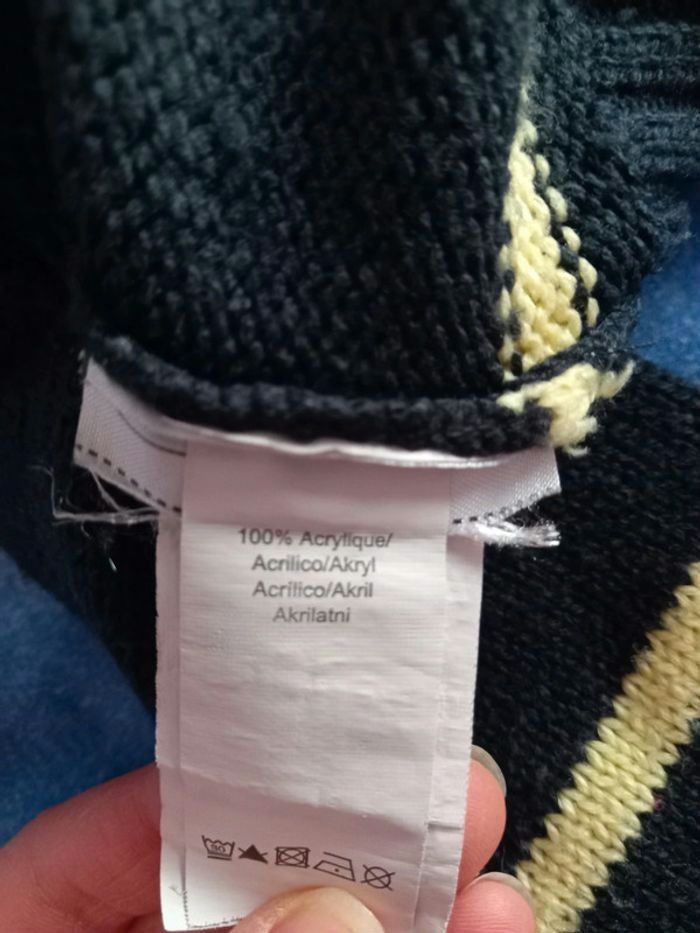 100% Acrylique/
Acrilico/Akryl
Acrílico/Akril
Akrilatni